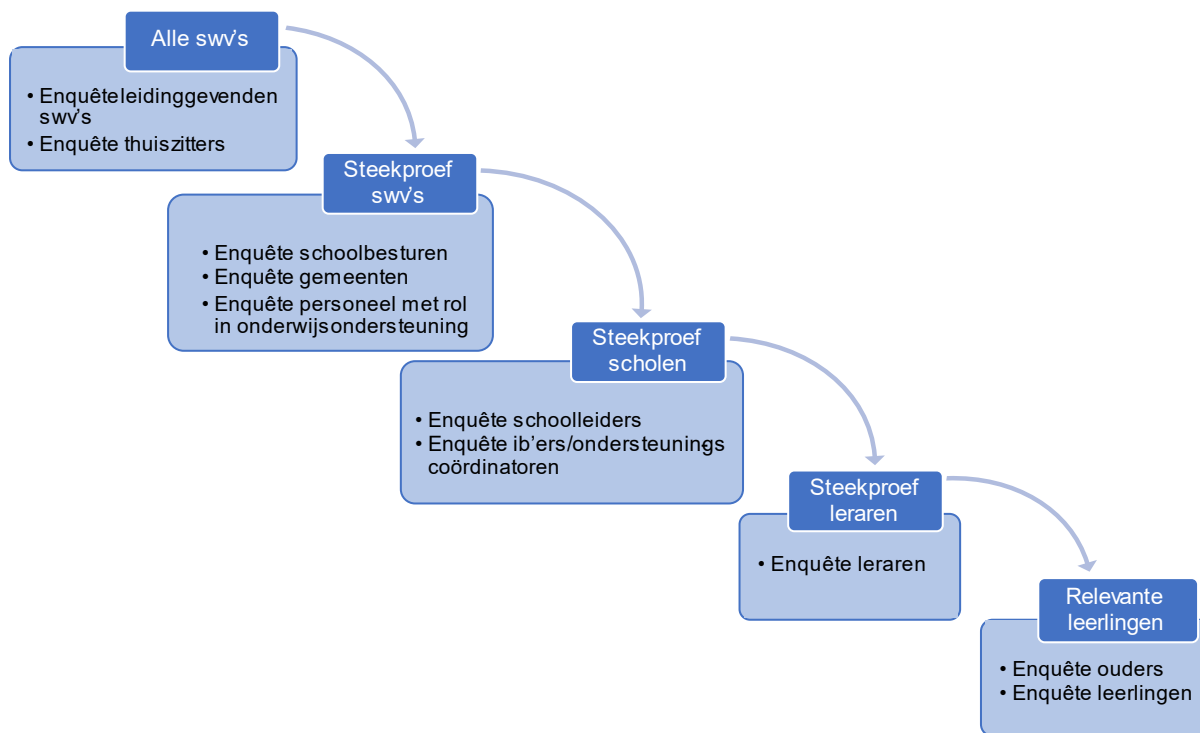 Alle swv's
• Enquêteleidinggevenden
swv's
• Enquête thuiszitters
Steekproef
swv's
• Enquête schoolbesturen
• Enquête gemeenten
• Enquête personeel met rol
in onderwijsondersteuning
Steekproef
scholen
• Enquête schoolleiders
• Enquête ib'ers/ondersteunings-
coördinatoren
Steekproef
leraren
• Enquête leraren
Relevante
leerlingen
• Enquête ouders
• Enquête leerlingen